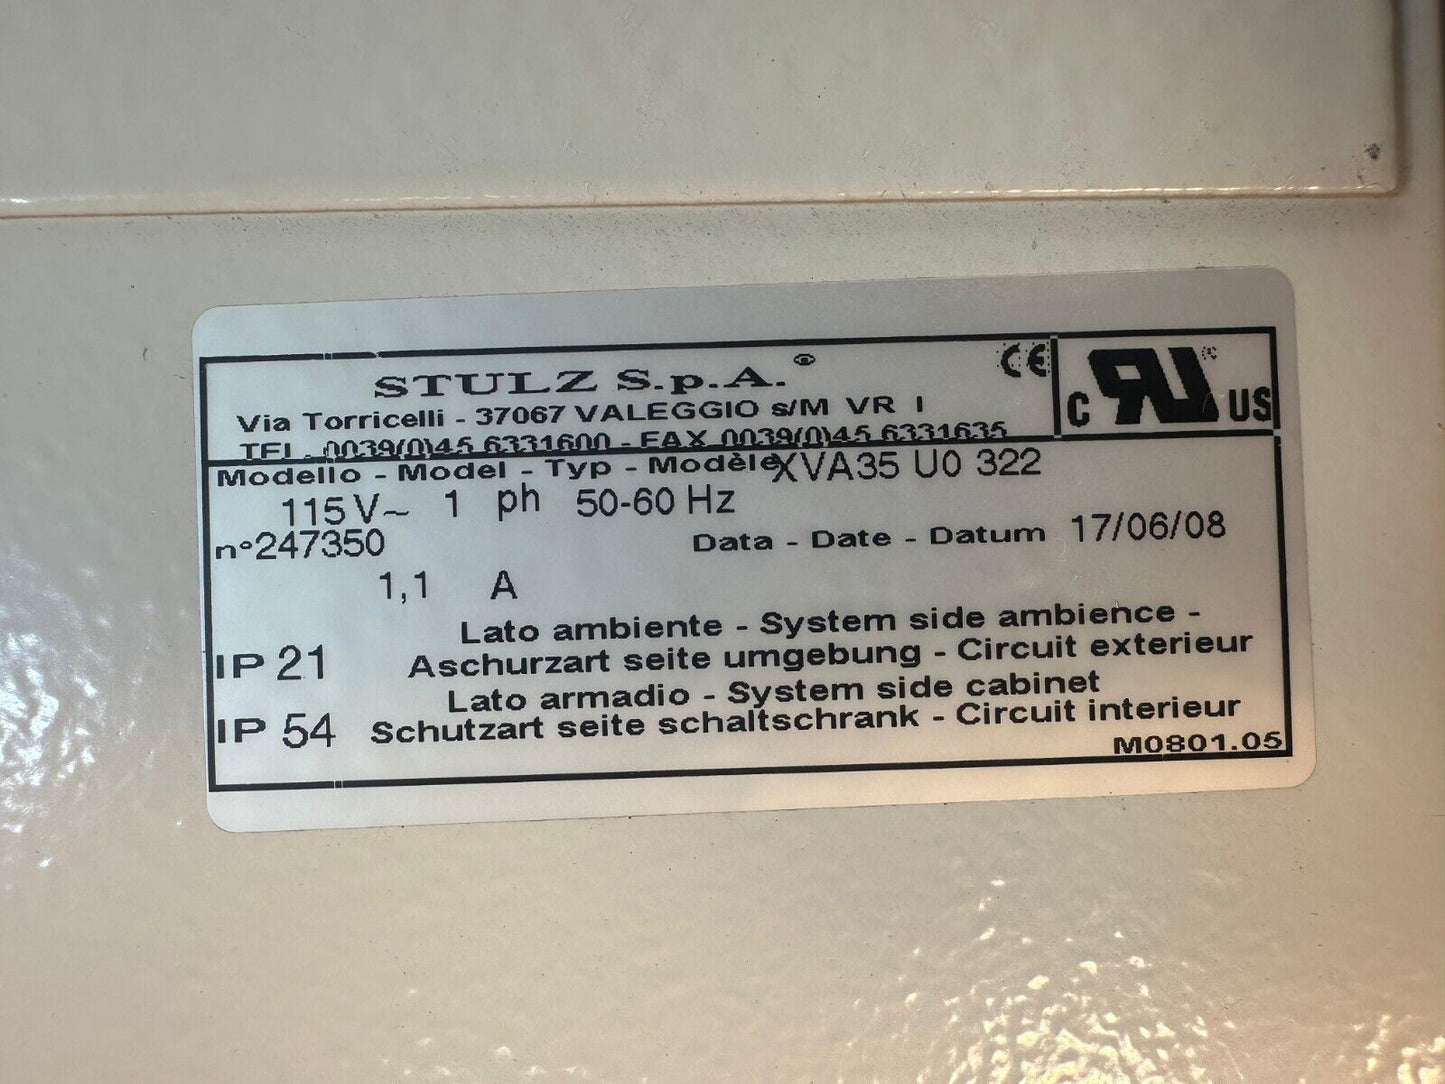 STULZ S.p.A.®
CE
C RU US
Via Torricelli - 37067 VALEGGIO s/M VR I
TEL. 0039(0)45 6331600 - FAX 0039(0)45 6331635
Modello - Model - Typ - Modèle XVA35 U0 322
115 V~ 1 ph 50-60 Hz
n°247350 Data - Date - Datum 17/06/08
1,1 A
Lato ambiente - System side ambience -
IP 21 Aschurzart seite umgebung - Circuit exterieur
Lato armadio - System side cabinet
IP 54 Schutzart seite schaltschrank - Circuit interieur
M0801.05